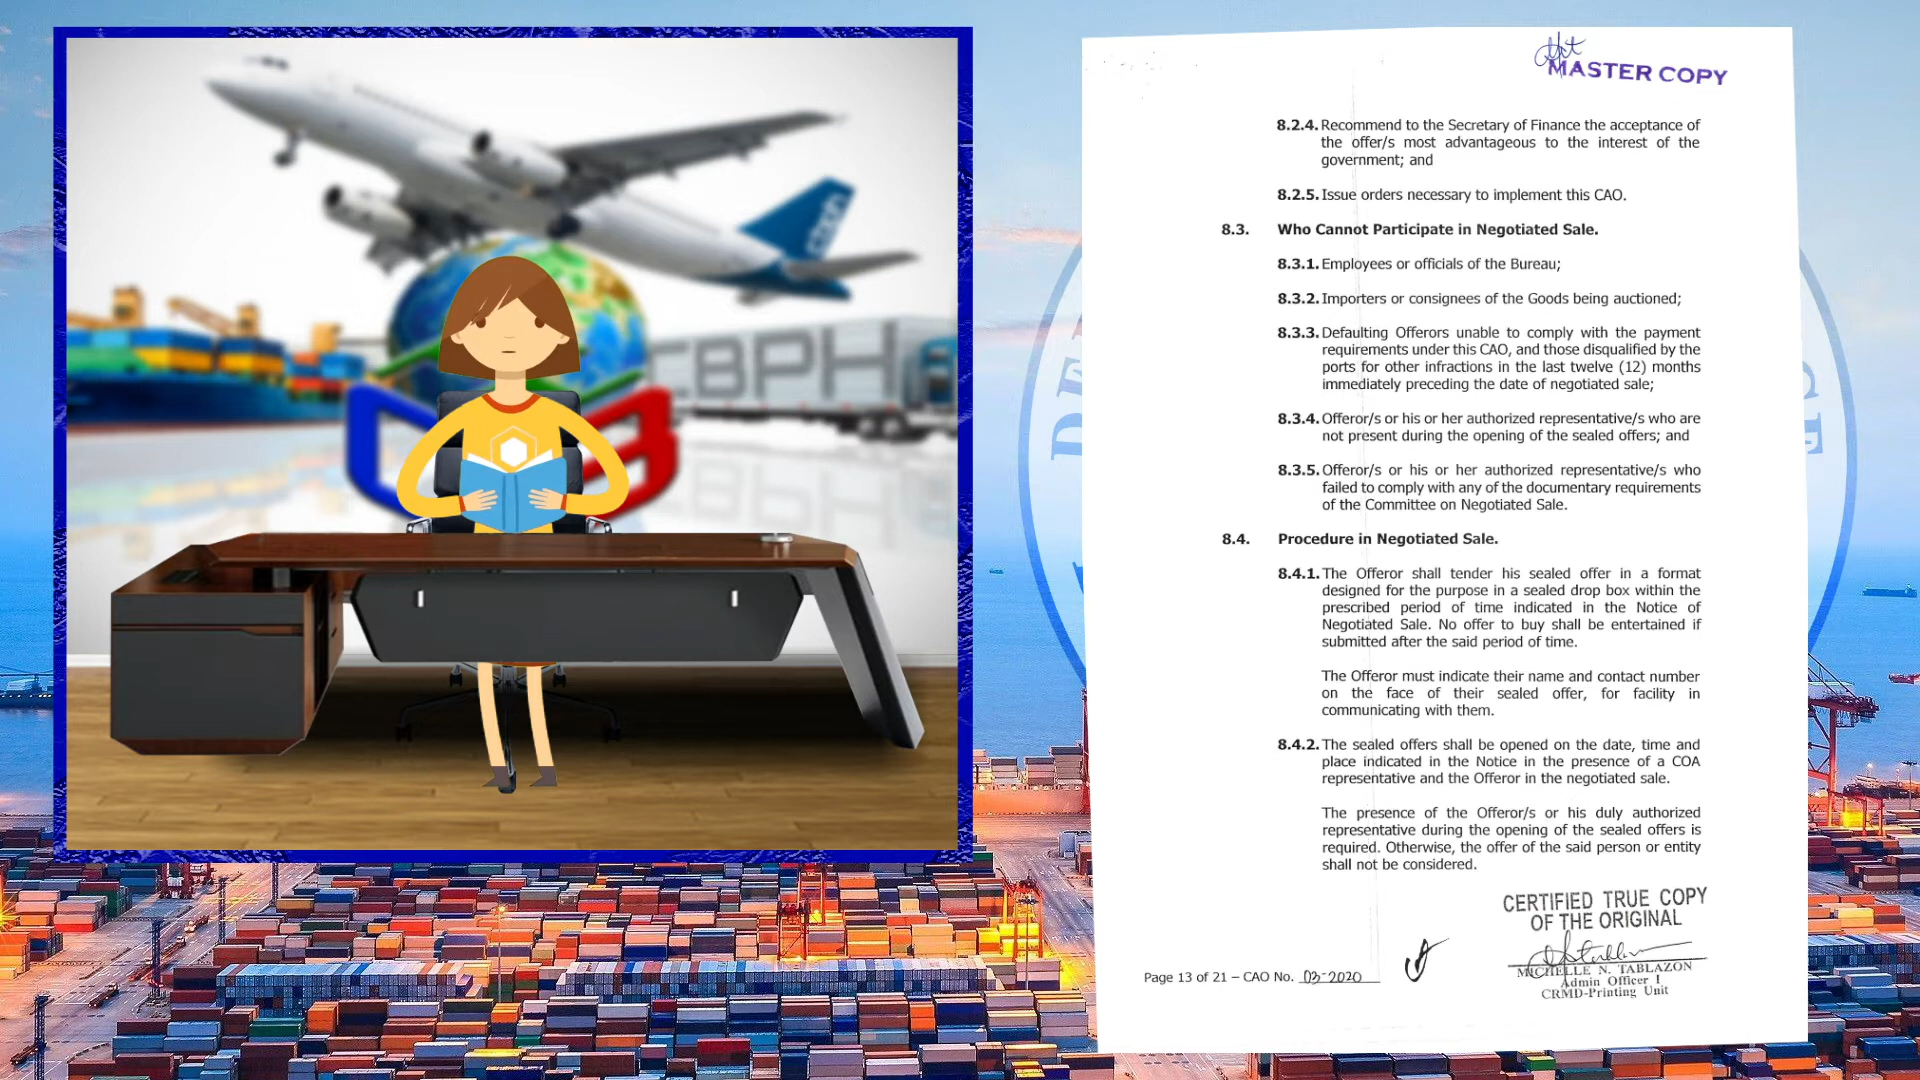 CBPH
MASTER COPY
8.2.4. Recommend to the Secretary of Finance the acceptance of
the offer/s most advantageous to the interest of the
government; and
8.2.5. Issue orders necessary to implement this CAO.
8.3. Who Cannot Participate in Negotiated Sale.
8.3.1. Employees or officials of the Bureau;
8.3.2. Importers or consignees of the Goods being auctioned;
8.3.3. Defaulting Offerors unable to comply with the payment
requirements under this CAO, and those disqualified by the
ports for other infractions in the last twelve (12) months
immediately preceding the date of negotiated sale;
8.3.4. Offeror/s or his or her authorized representative/s who are
not present during the opening of the sealed offers; and
8.3.5. Offeror/s or his or her authorized representative/s who
failed to comply with any of the documentary requirements
of the Committee on Negotiated Sale.
8.4. Procedure in Negotiated Sale.
8.4.1. The Offeror shall tender his sealed offer in a format
designed for the purpose in a sealed drop box within the
prescribed period of time indicated in the Notice of
Negotiated Sale. No offer to buy shall be entertained if
submitted after the said period of time.
The Offeror must indicate their name and contact number
on the face of their sealed offer, for facility in
communicating with them.
8.4.2. The sealed offers shall be opened on the date, time and
place indicated in the Notice in the presence of a COA
representative and the Offeror in the negotiated sale.
The presence of the Offeror/s or his duly authorized
representative during the opening of the sealed offers is
required. Otherwise, the offer of the said person or entity
shall not be considered.
CERTIFIED TRUE COPY
OF THE ORIGINAL
MICHELLE N. TABLAZON
Admin Officer I
CRMD-Printing Unit
Page 13 of 21 – CAO No. 03-2020